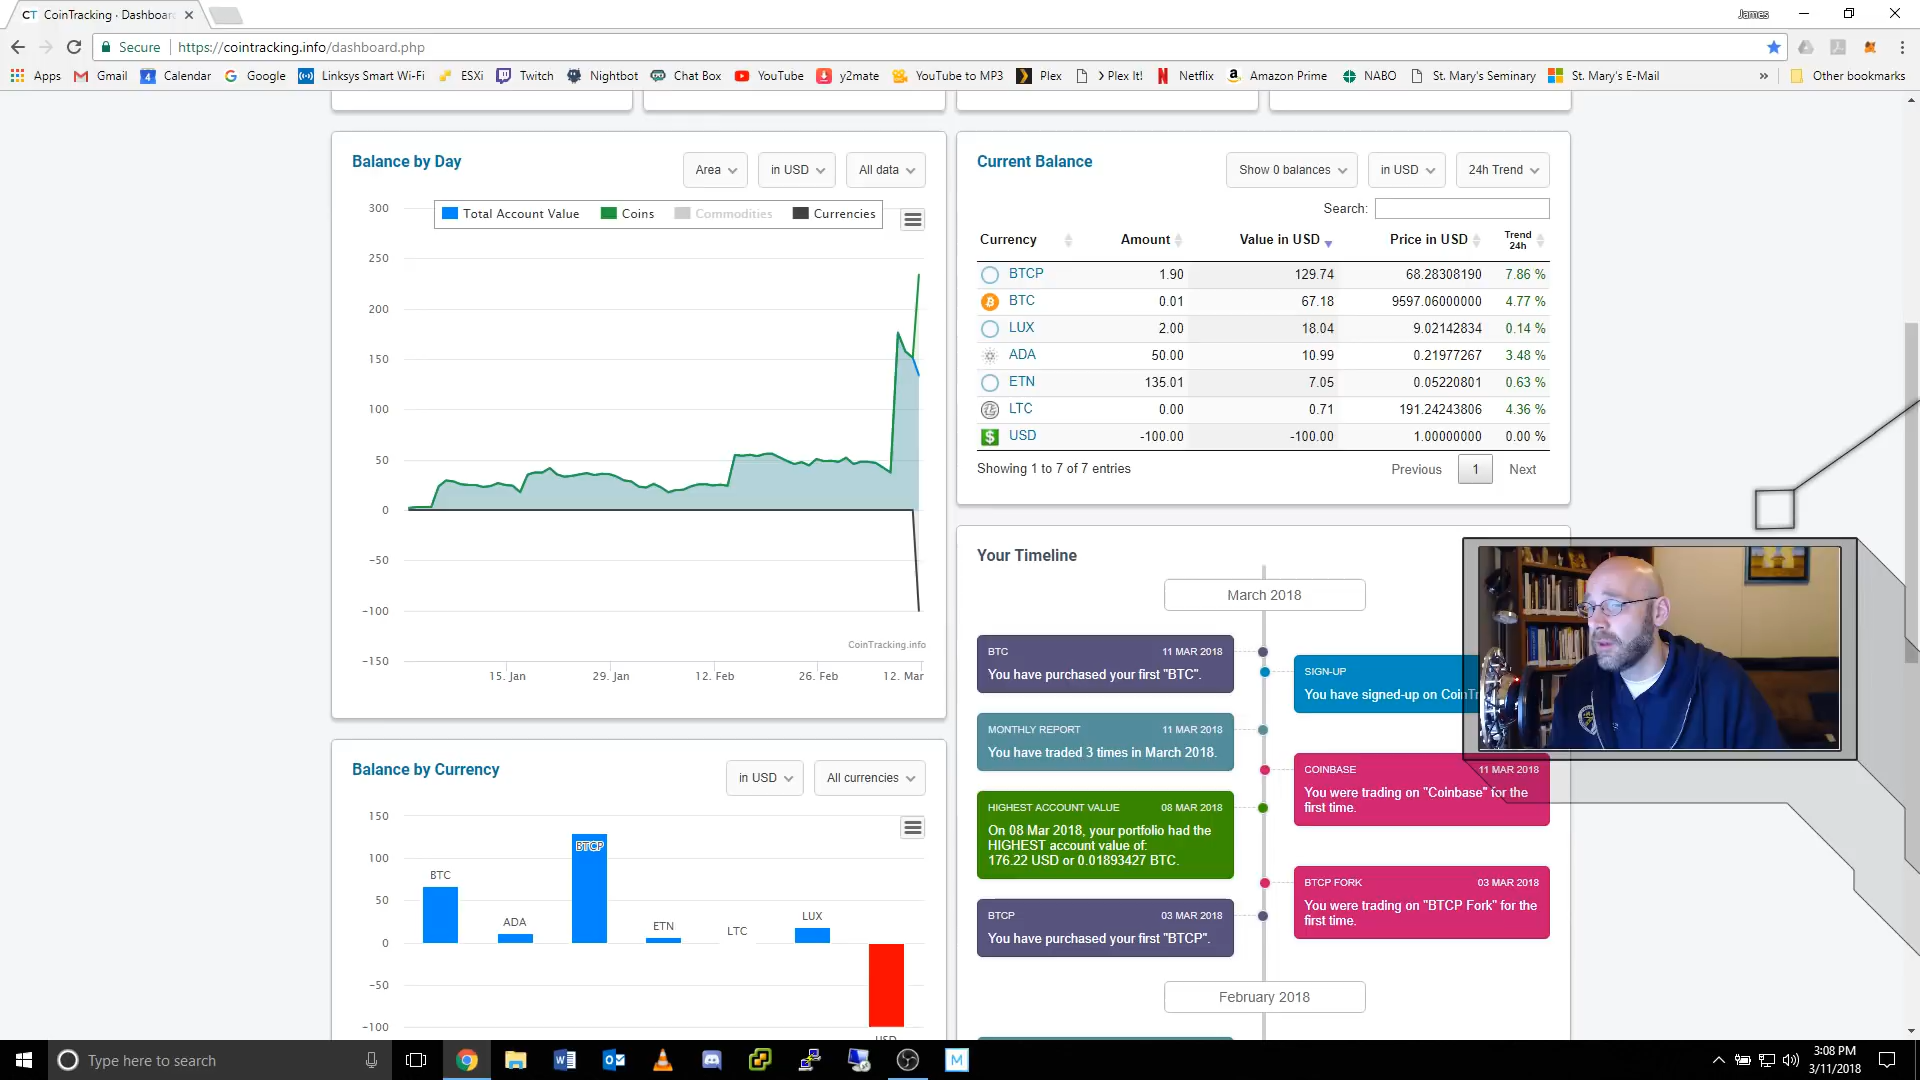 CT CoinTracking · Dashboar
James
Secure https://cointracking.info/dashboard.php
Apps Gmail Calendar Google Linksys Smart Wi-Fi ESXi Twitch Nightbot Chat Box YouTube y2mate YouTube to MP3 Plex > Plex It! Netflix Amazon Prime NABO St. Mary's Seminary St. Mary's E-Mail » Other bookmarks
Balance by Day
Area in USD All data
Total Account Value Coins Commodities Currencies
300
250
200
150
100
50
0
-50
-100
-150
CoinTracking.info
15. Jan 29. Jan 12. Feb 26. Feb 12. Mar
Current Balance
Show 0 balances in USD 24h Trend
Search:
Currency Amount Value in USD Price in USD Trend 24h
BTCP 1.90 129.74 68.28308190 7.86 %
BTC 0.01 67.18 9597.06000000 4.77 %
LUX 2.00 18.04 9.02142834 0.14 %
ADA 50.00 10.99 0.21977267 3.48 %
ETN 135.01 7.05 0.05220801 0.63 %
LTC 0.00 0.71 191.24243806 4.36 %
USD -100.00 -100.00 1.00000000 0.00 %
Showing 1 to 7 of 7 entries
Previous 1 Next
Your Timeline
March 2018
BTC 11 MAR 2018
You have purchased your first "BTC".
SIGN-UP
You have signed-up on CoinTr
MONTHLY REPORT 11 MAR 2018
You have traded 3 times in March 2018.
COINBASE 11 MAR 2018
You were trading on "Coinbase" for the
first time.
HIGHEST ACCOUNT VALUE 08 MAR 2018
On 08 Mar 2018, your portfolio had the
HIGHEST account value of:
176.22 USD or 0.01893427 BTC.
BTCP FORK 03 MAR 2018
You were trading on "BTCP Fork" for the
first time.
BTCP 03 MAR 2018
You have purchased your first "BTCP".
February 2018
Balance by Currency
in USD All currencies
150
100
50
0
-50
-100
BTC
ADA
BTCP
ETN
LTC
LUX
USD
Type here to search
3:08 PM
3/11/2018